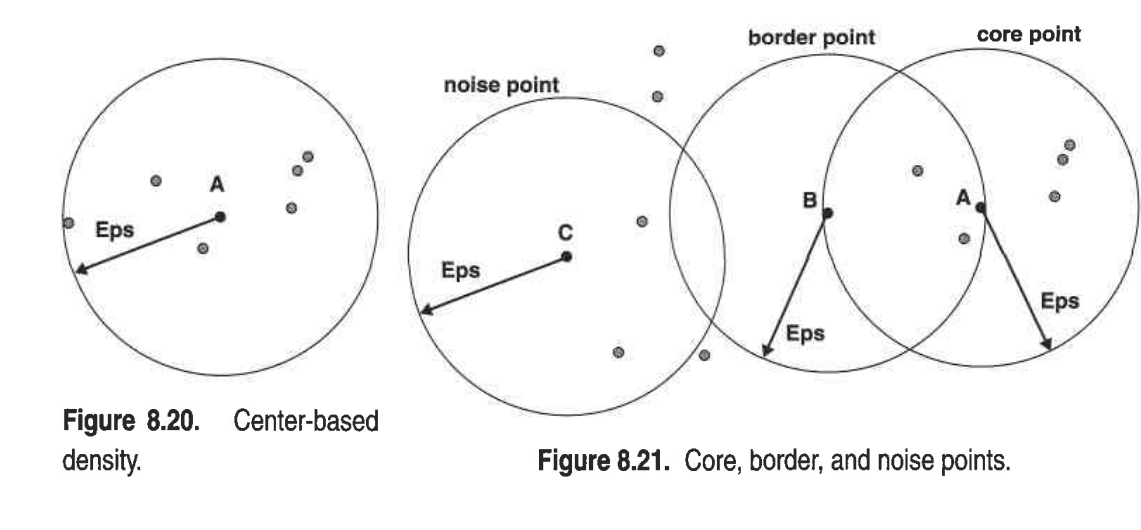 A
Eps
Figure 8.20. Center-based
density.
noise point
border point
core point
C
Eps
B
Eps
A
Eps
Figure 8.21. Core, border, and noise points.